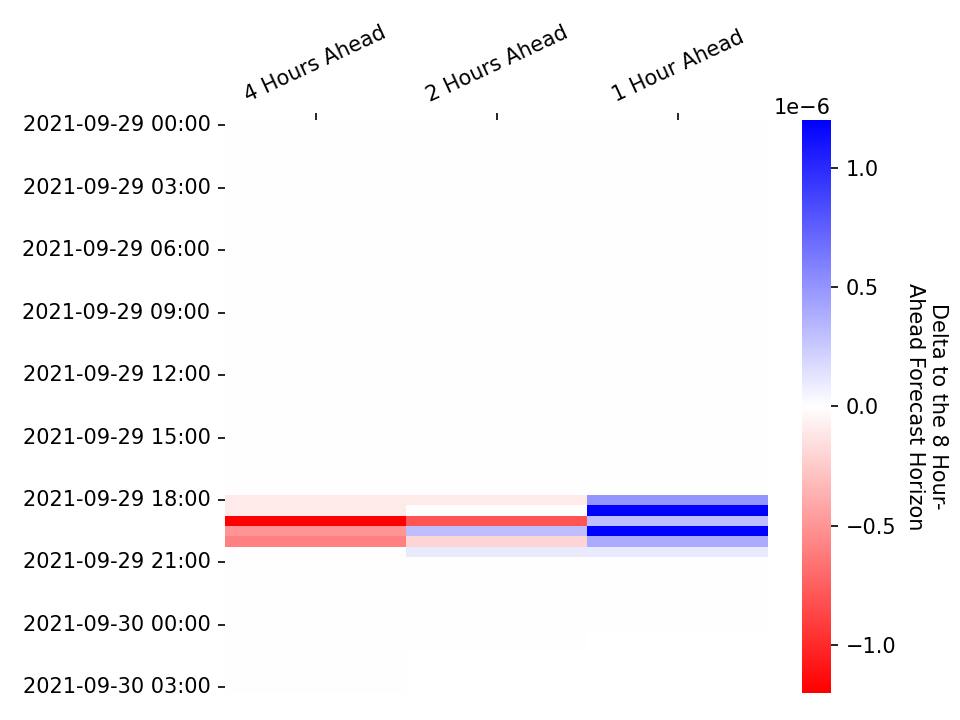 4 Hours Ahead
2 Hours Ahead
1 Hour Ahead
1e−6
2021-09-29 00:00
2021-09-29 03:00
2021-09-29 06:00
2021-09-29 09:00
2021-09-29 12:00
2021-09-29 15:00
2021-09-29 18:00
2021-09-29 21:00
2021-09-30 00:00
2021-09-30 03:00
1.0
0.5
0.0
−0.5
−1.0
Delta to the 8 Hour-
Ahead Forecast Horizon